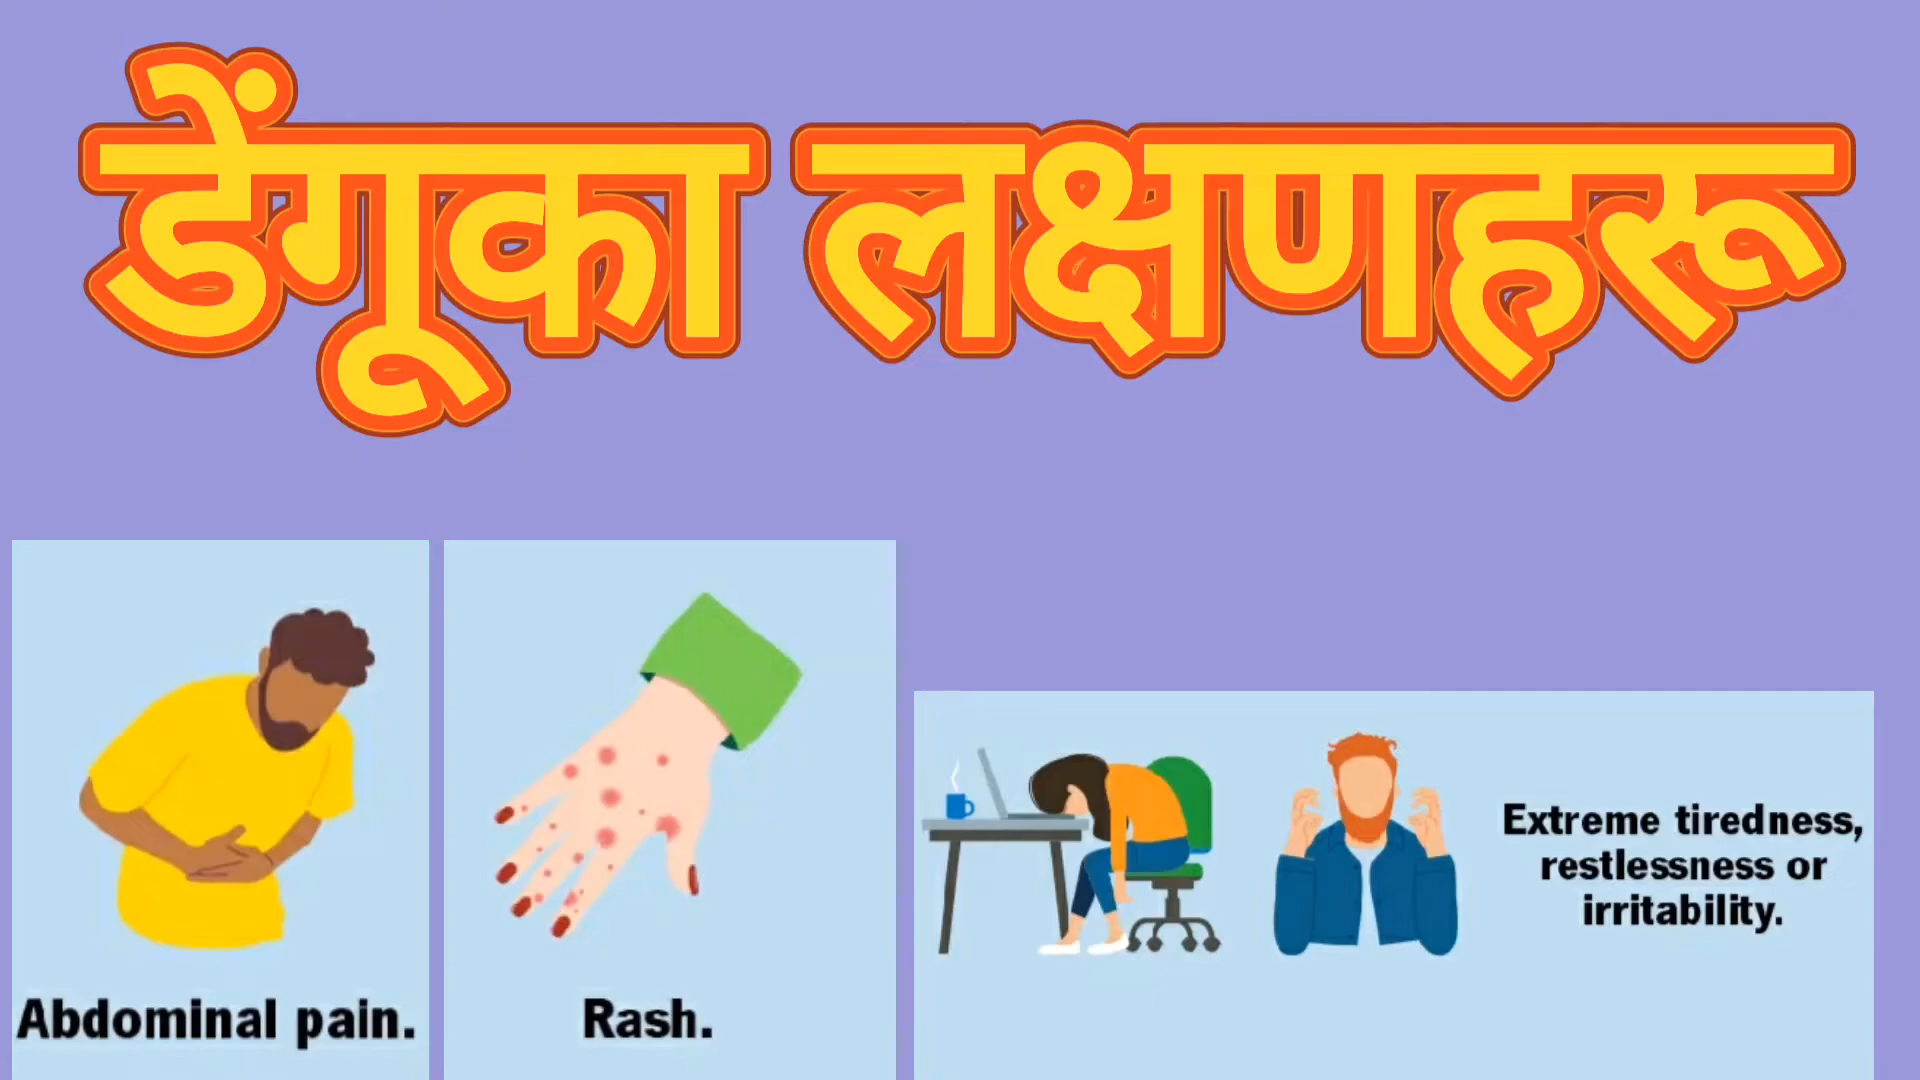 डेंगूका लक्षणहरू
Abdominal pain.
Rash.
Extreme tiredness,
restlessness or
irritability.